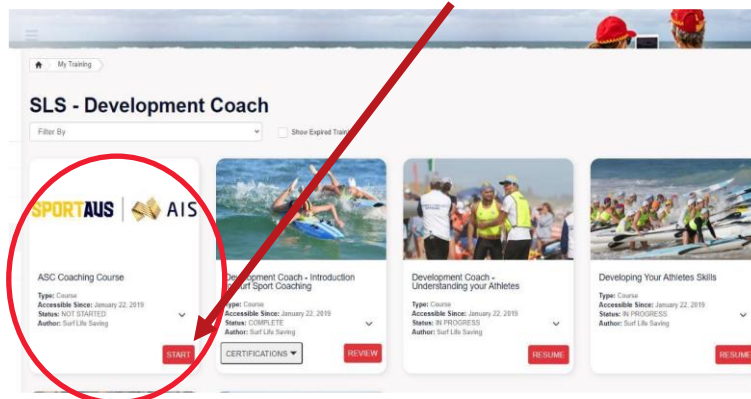 My Training
SLS - Development Coach
Filter By
Show Expired
SPORTAUS AIS
ASC Coaching Course
Type: Course
Accessible Since: January 22, 2019
Status: NOT STARTED
Author: Surf Life Saving
START
Development Coach - Introduction
Surf Sport Coaching
Type: Course
Accessible Since: January 22, 2019
Status: COMPLETE
Author: Surf Life Saving
CERTIFICATIONS
REVIEW
Development Coach -
Understanding your Athletes
Type: Course
Accessible Since: January 22, 2019
Status: IN PROGRESS
Author: Surf Life Saving
RESUME
Developing Your Athletes Skills
Type: Course
Accessible Since: January 22, 2019
Status: IN PROGRESS
Author: Surf Life Saving
RESUME